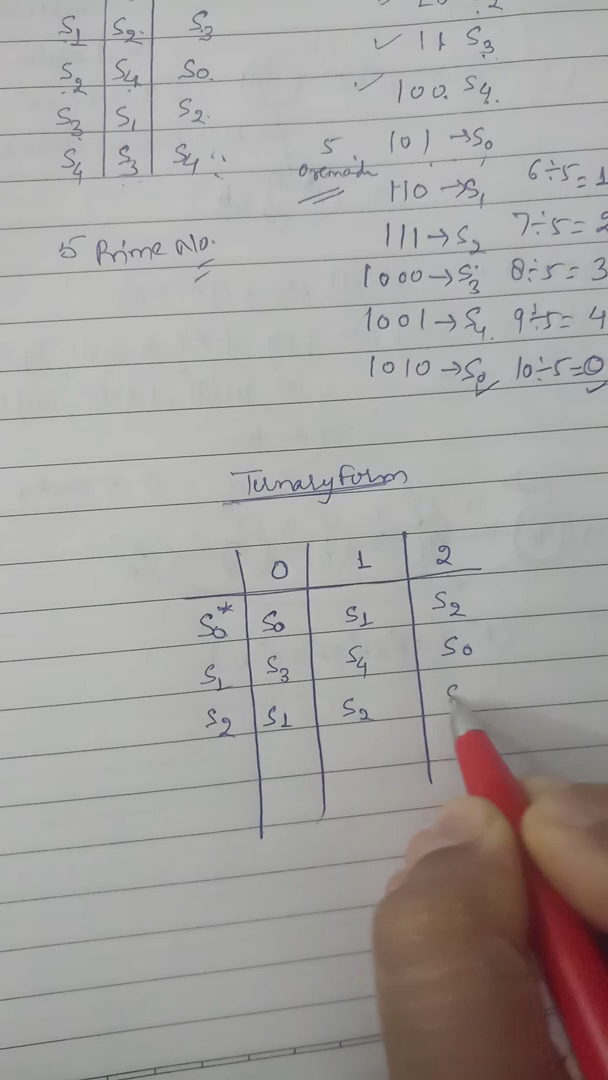 S1 | S2 | S3
11 S3
S2 | S4 | S0
100. S4
S3 | S1 | S2
5 101 → S0
S4 | S3 | S4
110 → S1 6÷5=1
5 Prime No.
111 → S2 7÷5=2
1000 → S3 8÷5=3
1001 → S4 9÷5=4
1010 → S0 10÷5=0
Ternary form
0 | 1 | 2
S0* | S0 | S1 | S2
S1 | S3 | S4 | S0
S2 | S1 | S2 | S